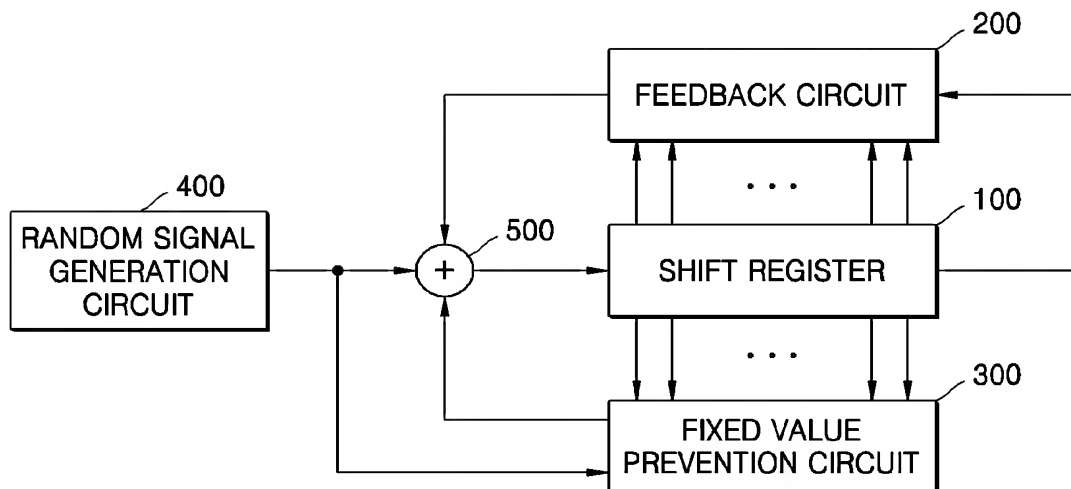 200
FEEDBACK CIRCUIT
400
RANDOM SIGNAL
GENERATION
CIRCUIT
500
+
100
SHIFT REGISTER
. . .
. . .
300
FIXED VALUE
PREVENTION CIRCUIT